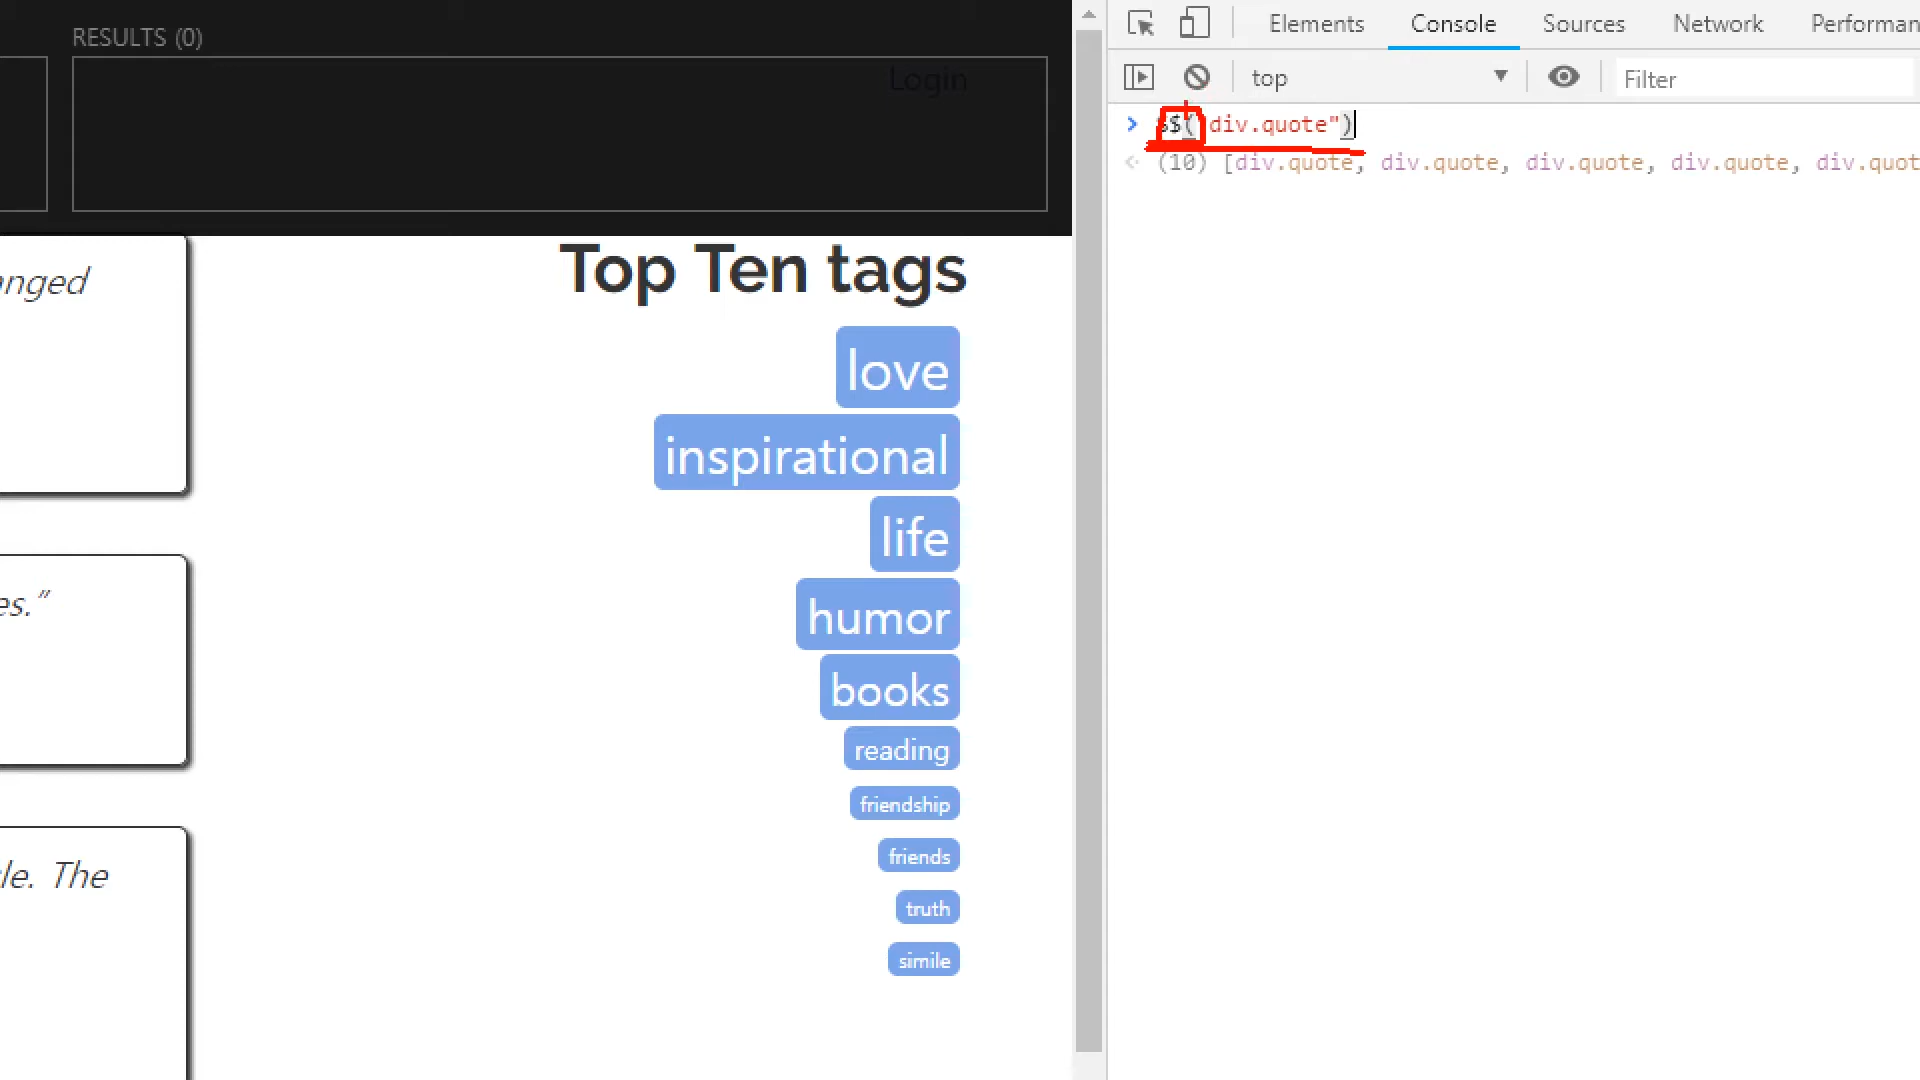 RESULTS (0)
Login
anged
es.”
le. The
Top Ten tags
love
inspirational
life
humor
books
reading
friendship
friends
truth
simile
Elements Console Sources Network Performan
top Filter
$$("div.quote")
(10) [div.quote, div.quote, div.quote, div.quote, div.quot